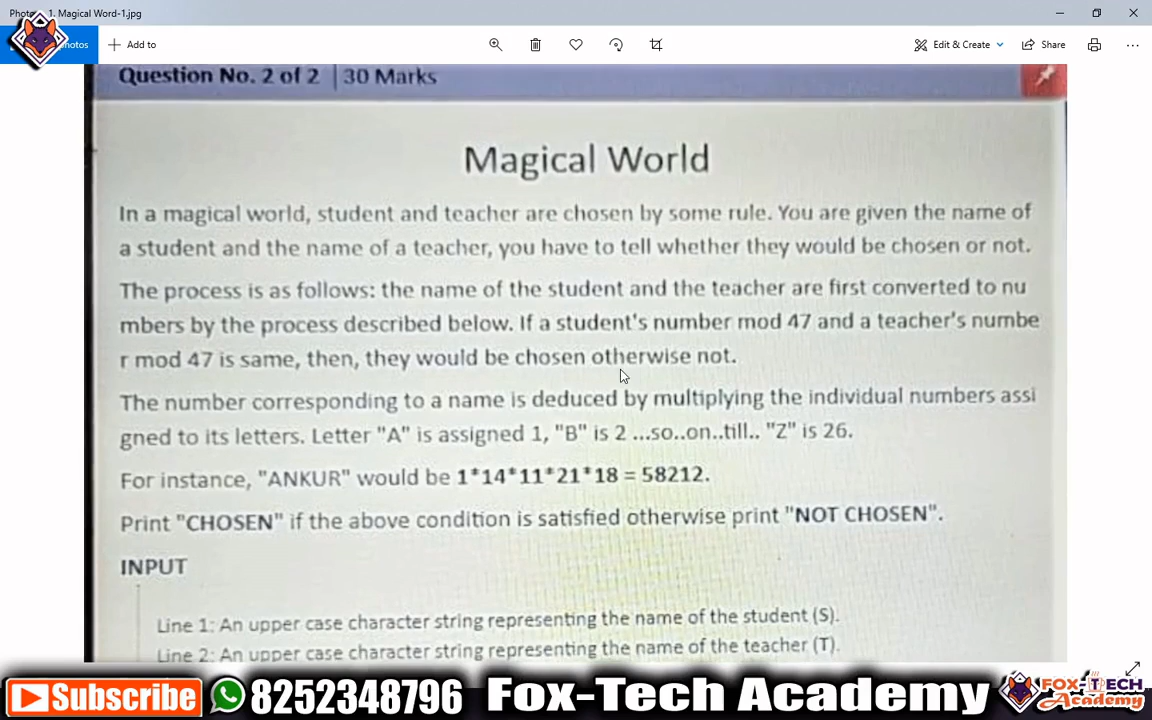 1. Magical Word-1.jpg
Add to
Edit & Create
Share
Question No. 2 of 2 | 30 Marks
Magical World
In a magical world, student and teacher are chosen by some rule. You are given the name of
a student and the name of a teacher, you have to tell whether they would be chosen or not.
The process is as follows: the name of the student and the teacher are first converted to nu
mbers by the process described below. If a student's number mod 47 and a teacher's numbe
r mod 47 is same, then, they would be chosen otherwise not.
The number corresponding to a name is deduced by multiplying the individual numbers assi
gned to its letters. Letter "A" is assigned 1, "B" is 2 ...so..on..till.. "Z" is 26.
For instance, "ANKUR" would be 1*14*11*21*18 = 58212.
Print "CHOSEN" if the above condition is satisfied otherwise print "NOT CHOSEN".
INPUT
Line 1: An upper case character string representing the name of the student (S).
Line 2: An upper case character string representing the name of the teacher (T).
Subscribe 8252348796 Fox-Tech Academy FOX-TECH
Academy